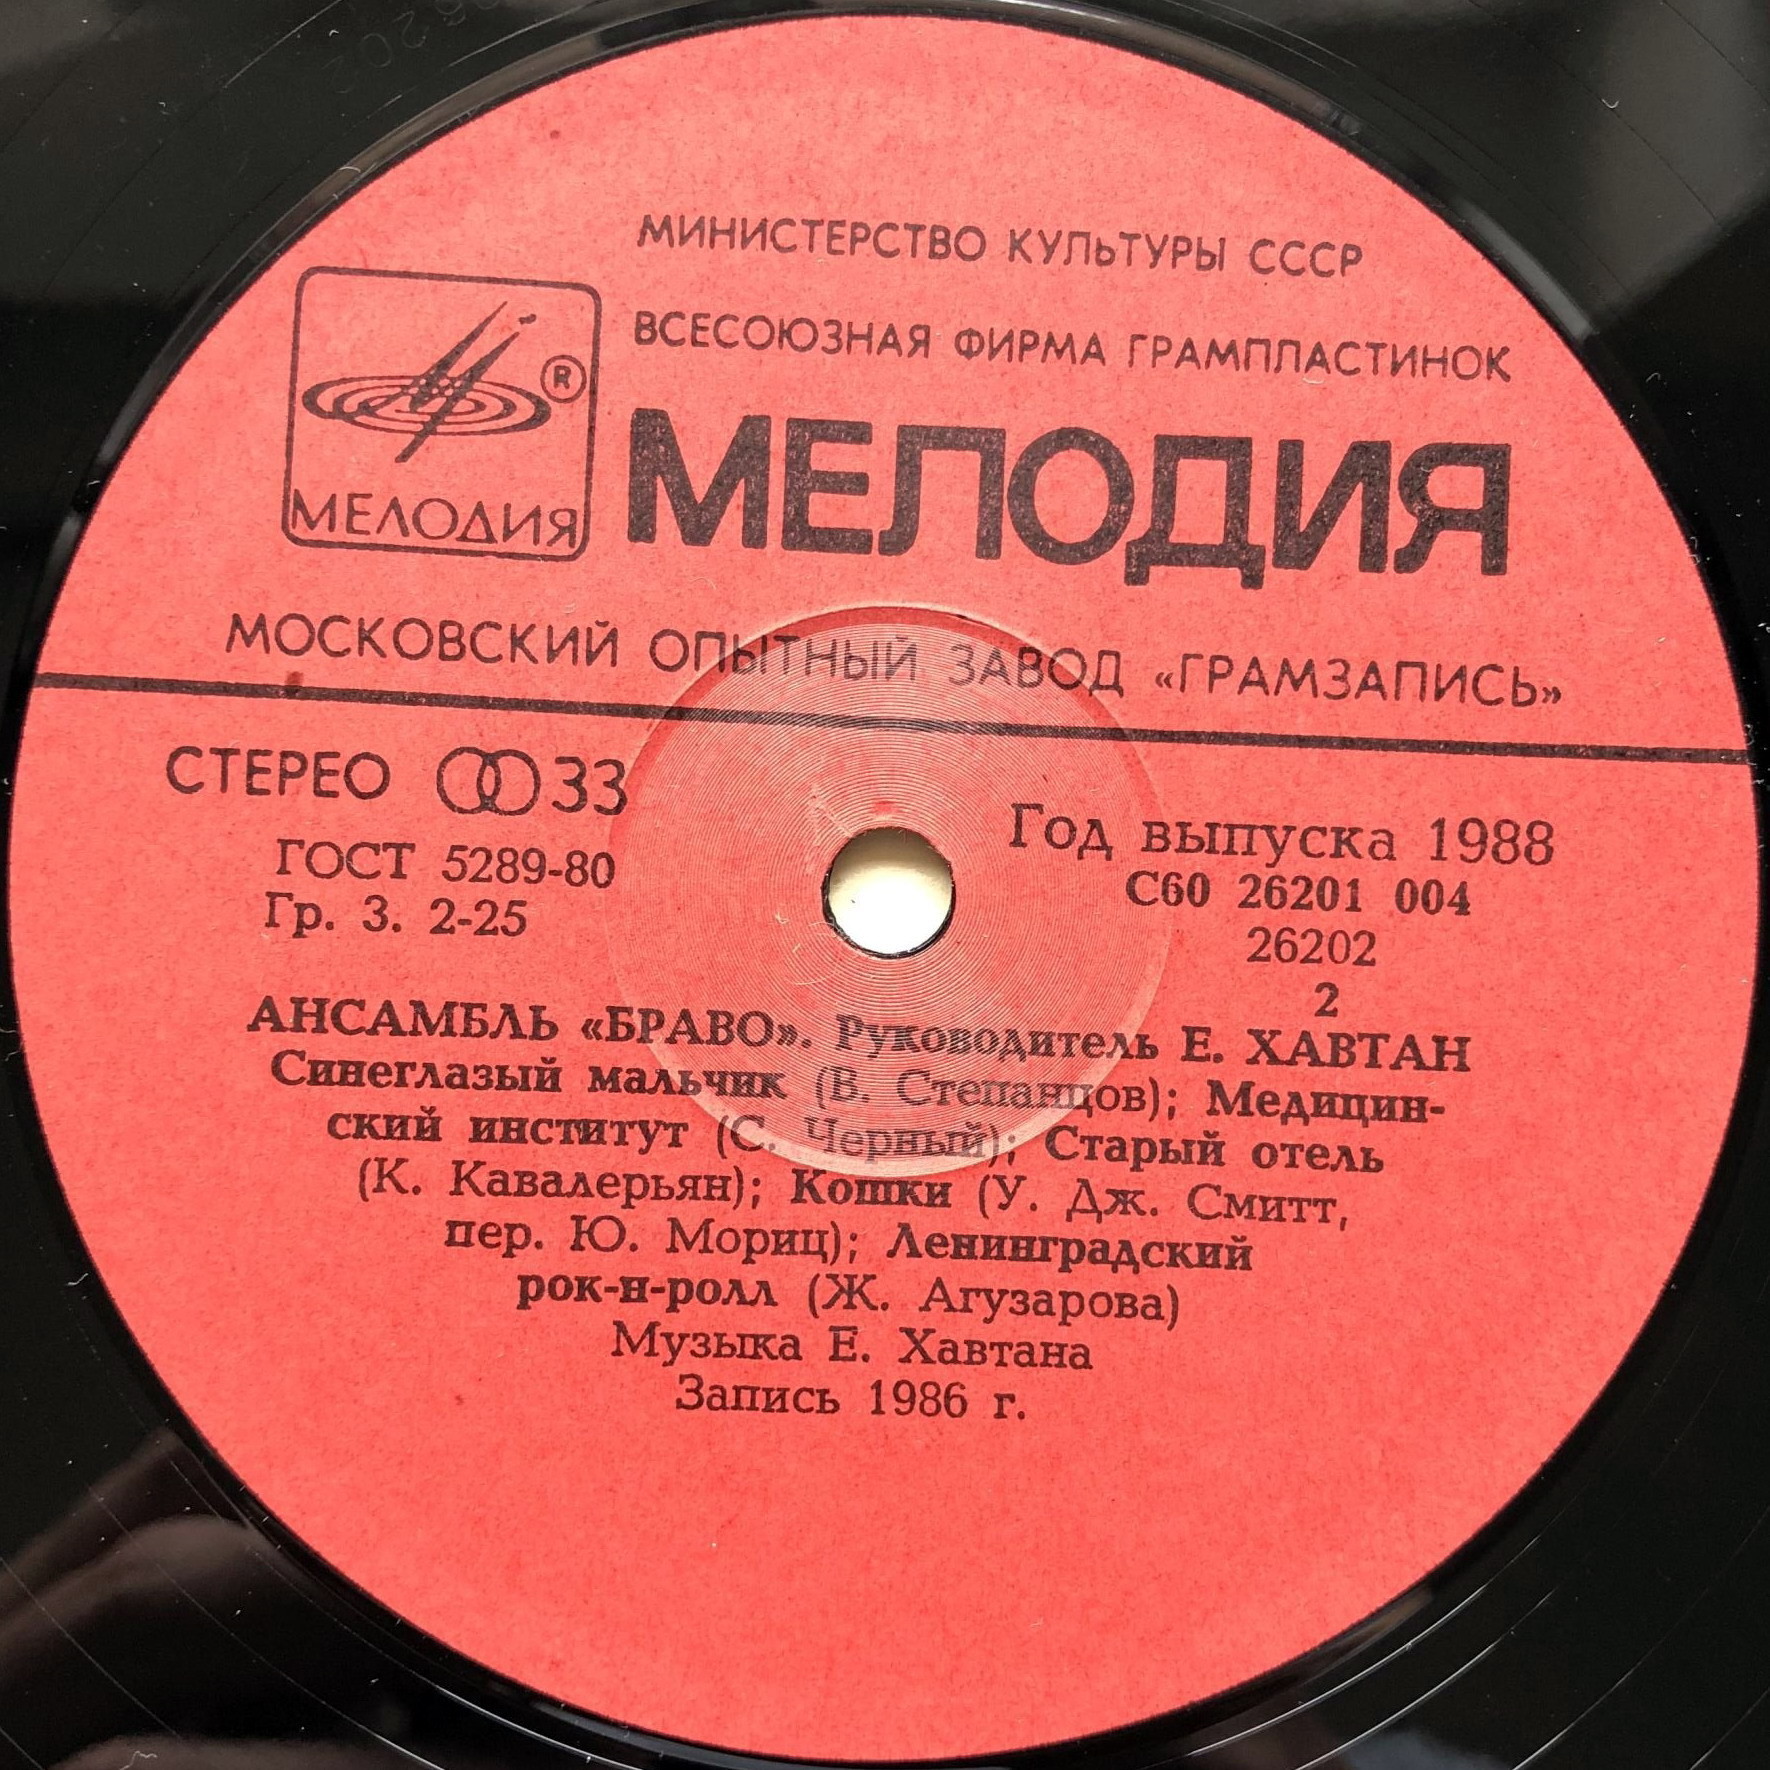 МИНИСТЕРСТВО КУЛЬТУРЫ СССР
ВСЕСОЮЗНАЯ ФИРМА ГРАМПЛАСТИНОК
МЕЛОДИЯ
®
МЕЛОДИЯ
МОСКОВСКИЙ ОПЫТНЫЙ ЗАВОД «ГРАМЗАПИСЬ»
СТЕРЕО 33
ГОСТ 5289-80
Гр. 3. 2-25
Год выпуска 1988
С60 26201 004
26202
2
АНСАМБЛЬ «БРАВО». Руководитель Е. ХАВТАН
Синеглазый мальчик (В. Степанцов); Медицин-
ский институт (С. Черный); Старый отель
(К. Кавалерьян); Кошки (У. Дж. Смитт,
пер. Ю. Мориц); Ленинградский
рок-н-ролл (Ж. Агузарова)
Музыка Е. Хавтана
Запись 1986 г.